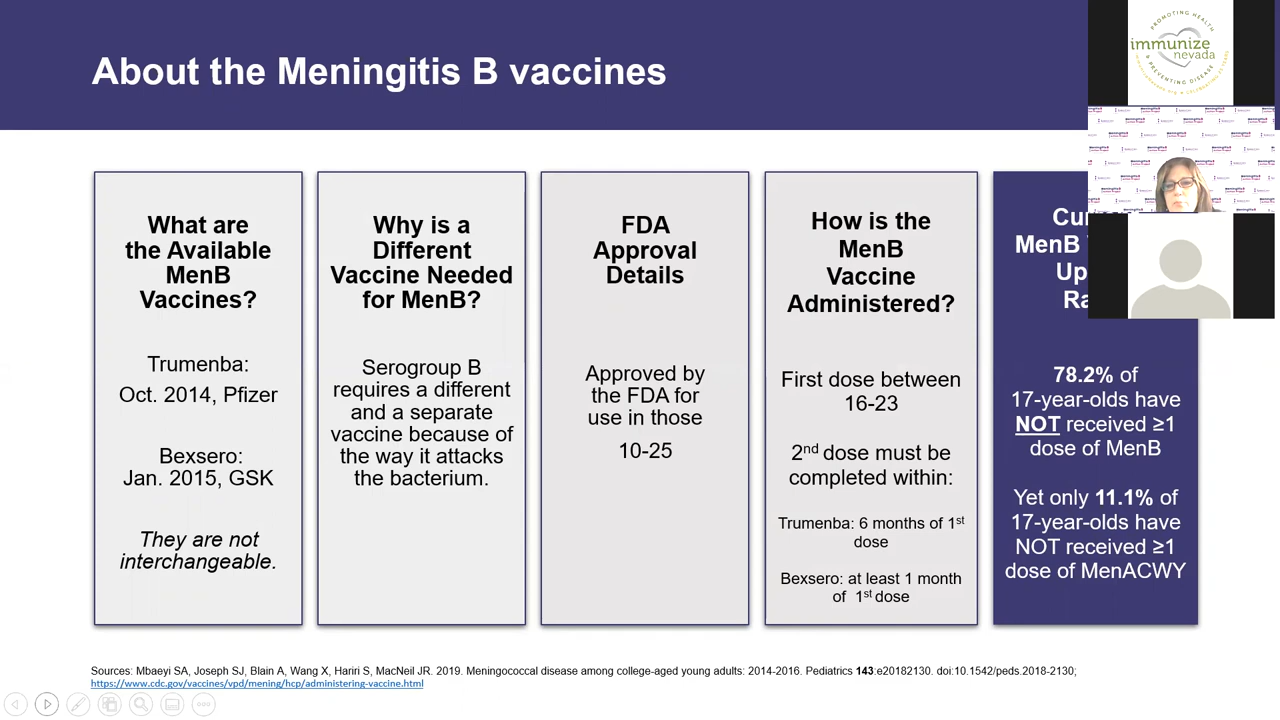 About the Meningitis B vaccines
PROMOTING HEALTH
immunize
nevada
& PREVENTING DISEASE
What are
the Available
MenB
Vaccines?
Trumenba:
Oct. 2014, Pfizer
Bexsero:
Jan. 2015, GSK
They are not
interchangeable.
Why is a
Different
Vaccine Needed
for MenB?
Serogroup B
requires a different
and a separate
vaccine because of
the way it attacks
the bacterium.
FDA
Approval
Details
Approved by
the FDA for
use in those
10-25
How is the
MenB
Vaccine
Administered?
First dose between
16-23
2nd dose must be
completed within:
Trumenba: 6 months of 1st
dose
Bexsero: at least 1 month
of 1st dose
MenB
78.2% of
17-year-olds have
NOT received ≥1
dose of MenB
Yet only 11.1% of
17-year-olds have
NOT received ≥1
dose of MenACWY
Sources: Mbaeyi SA, Joseph SJ, Blain A, Wang X, Hariri S, MacNeil JR. 2019. Meningococcal disease among college-aged young adults: 2014-2016. Pediatrics 143:e20182130. doi:10.1542/peds.2018-2130;
https://www.cdc.gov/vaccines/vpd/mening/hcp/administering-vaccine.html